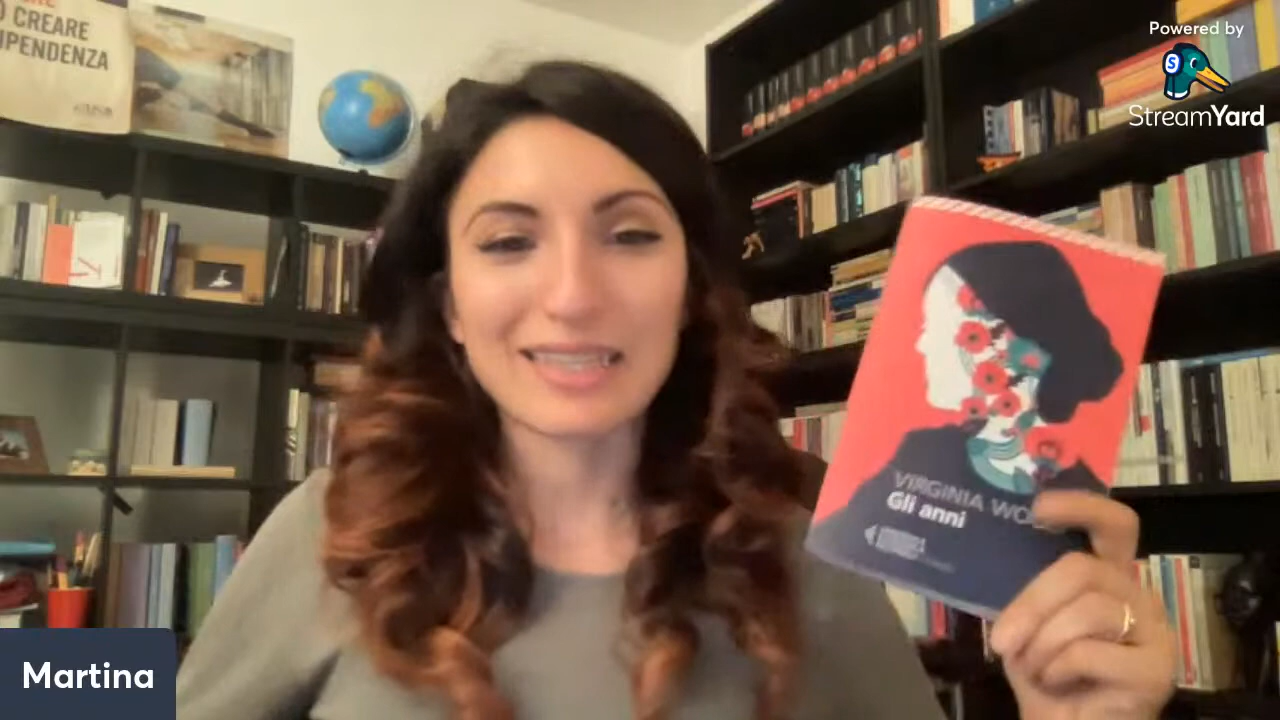 O CREARE
IPENDENZA
Powered by
StreamYard
VIRGINIA WO
Gli anni
Martina